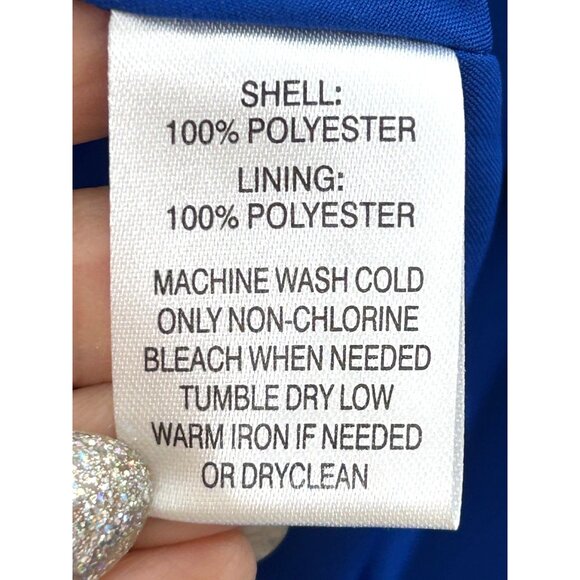 SHELL:
100% POLYESTER
LINING:
100% POLYESTER
MACHINE WASH COLD
ONLY NON-CHLORINE
BLEACH WHEN NEEDED
TUMBLE DRY LOW
WARM IRON IF NEEDED
OR DRYCLEAN